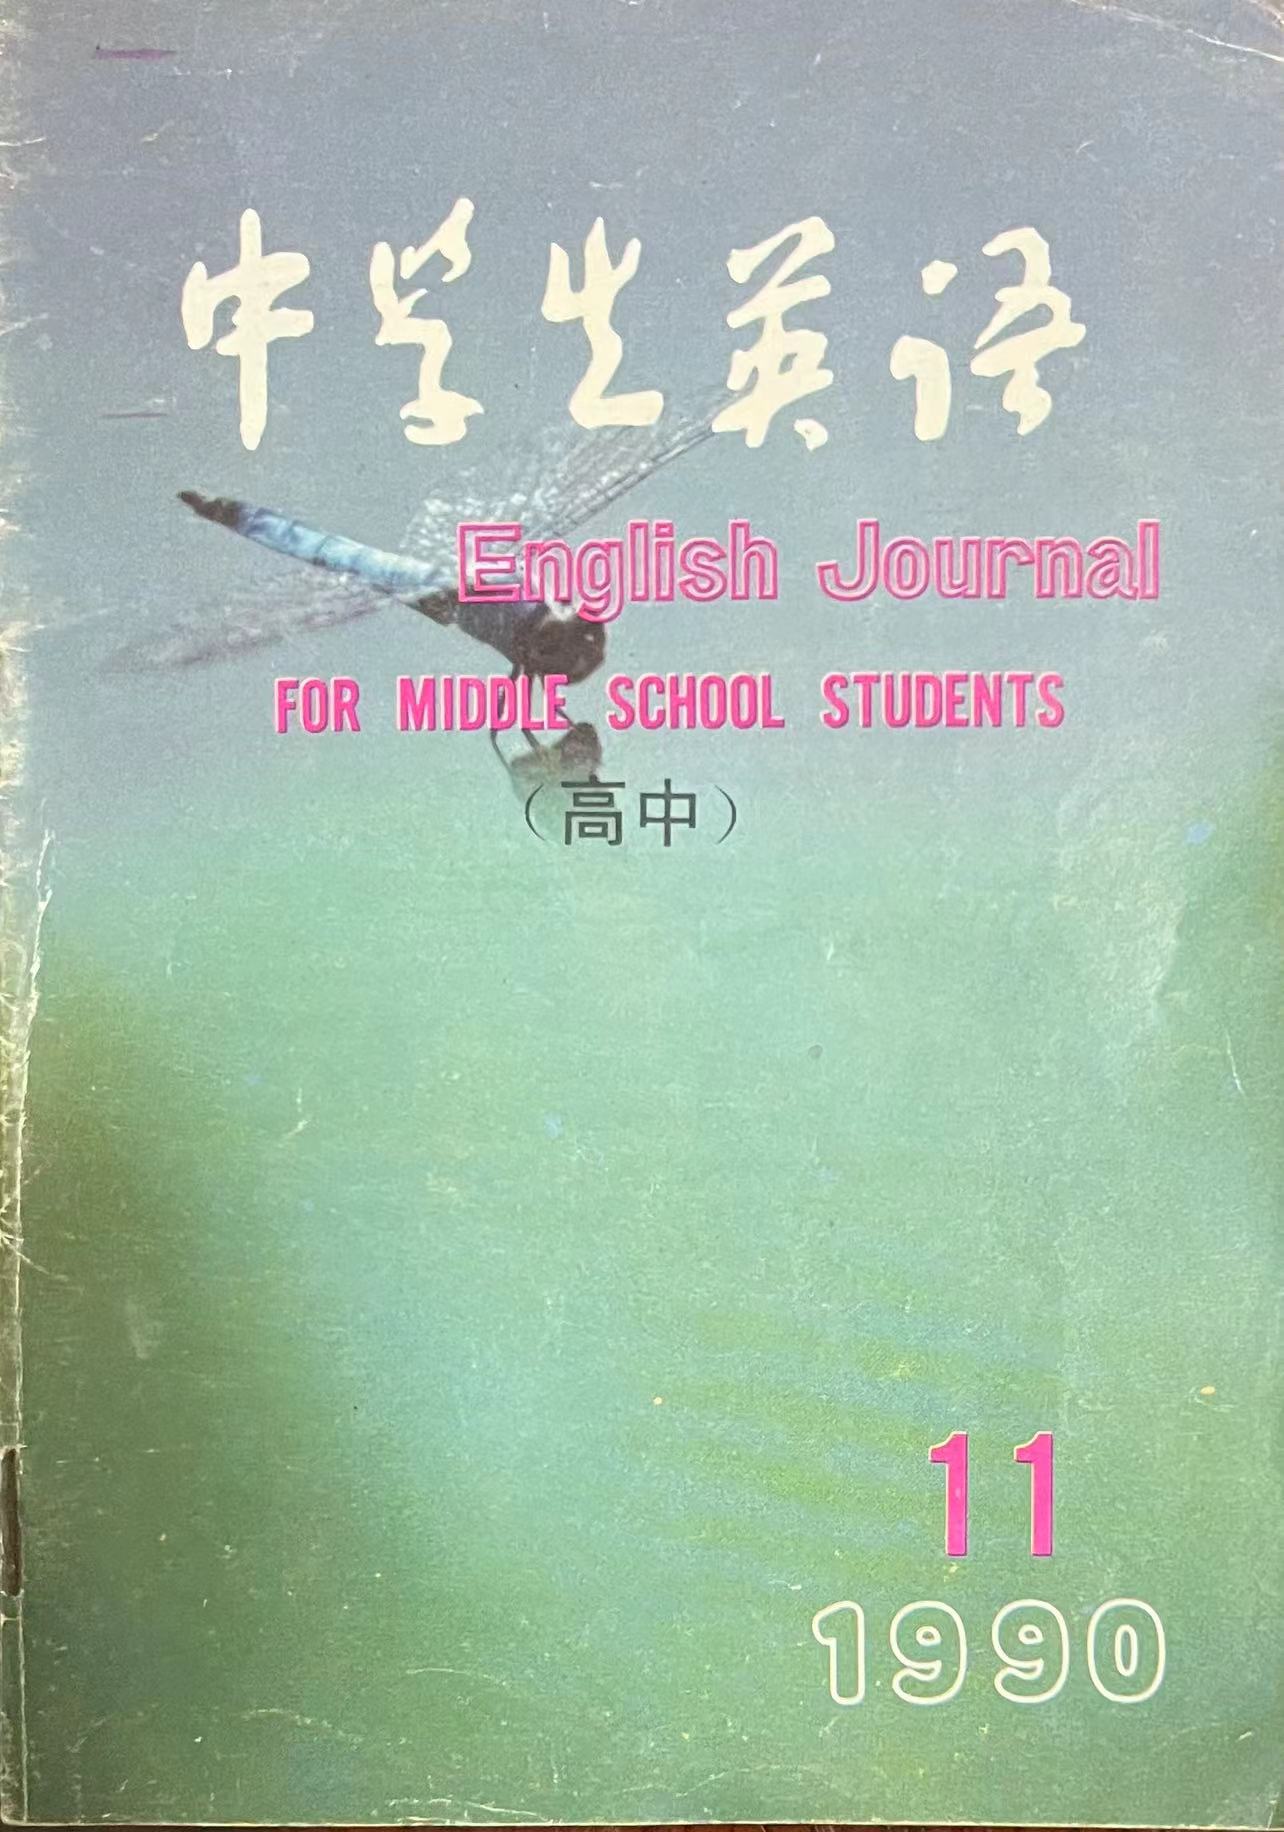 中学生英语
English Journal
FOR MIDDLE SCHOOL STUDENTS
（高中）
11
1990